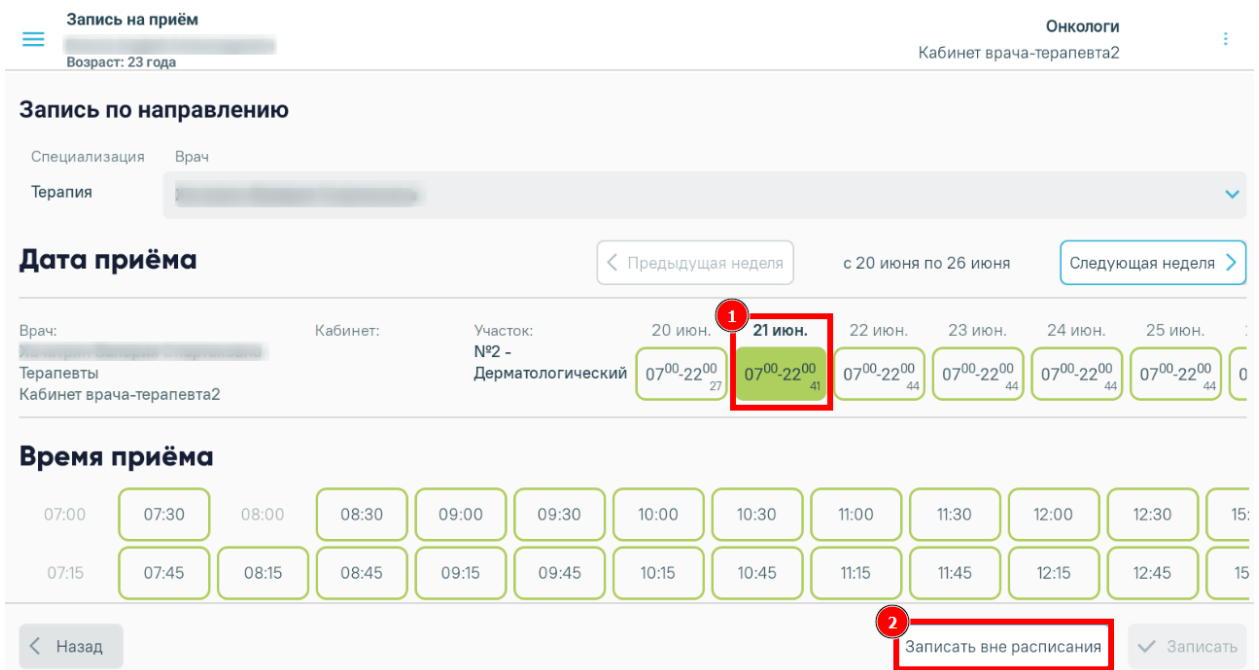 Запись на приём
Возраст: 23 года
Онкологи
Кабинет врача-терапевта2
Запись по направлению
Специализация Врач
Терапия
Дата приёма
Предыдущая неделя с 20 июня по 26 июня Следующая неделя
Врач: Кабинет: Участок: 20 июн. 1 21 июн. 22 июн. 23 июн. 24 июн. 25 июн.
№2 -
Терапевты Дерматологический 07⁰⁰-22⁰⁰ 27 07⁰⁰-22⁰⁰ 41 07⁰⁰-22⁰⁰ 44 07⁰⁰-22⁰⁰ 44 07⁰⁰-22⁰⁰ 44 07⁰⁰-22⁰⁰ 44
Кабинет врача-терапевта2
Время приёма
07:00 07:30 08:00 08:30 09:00 09:30 10:00 10:30 11:00 11:30 12:00 12:30 15:
07:15 07:45 08:15 08:45 09:15 09:45 10:15 10:45 11:15 11:45 12:15 12:45 15
2
Назад Записать вне расписания Записать